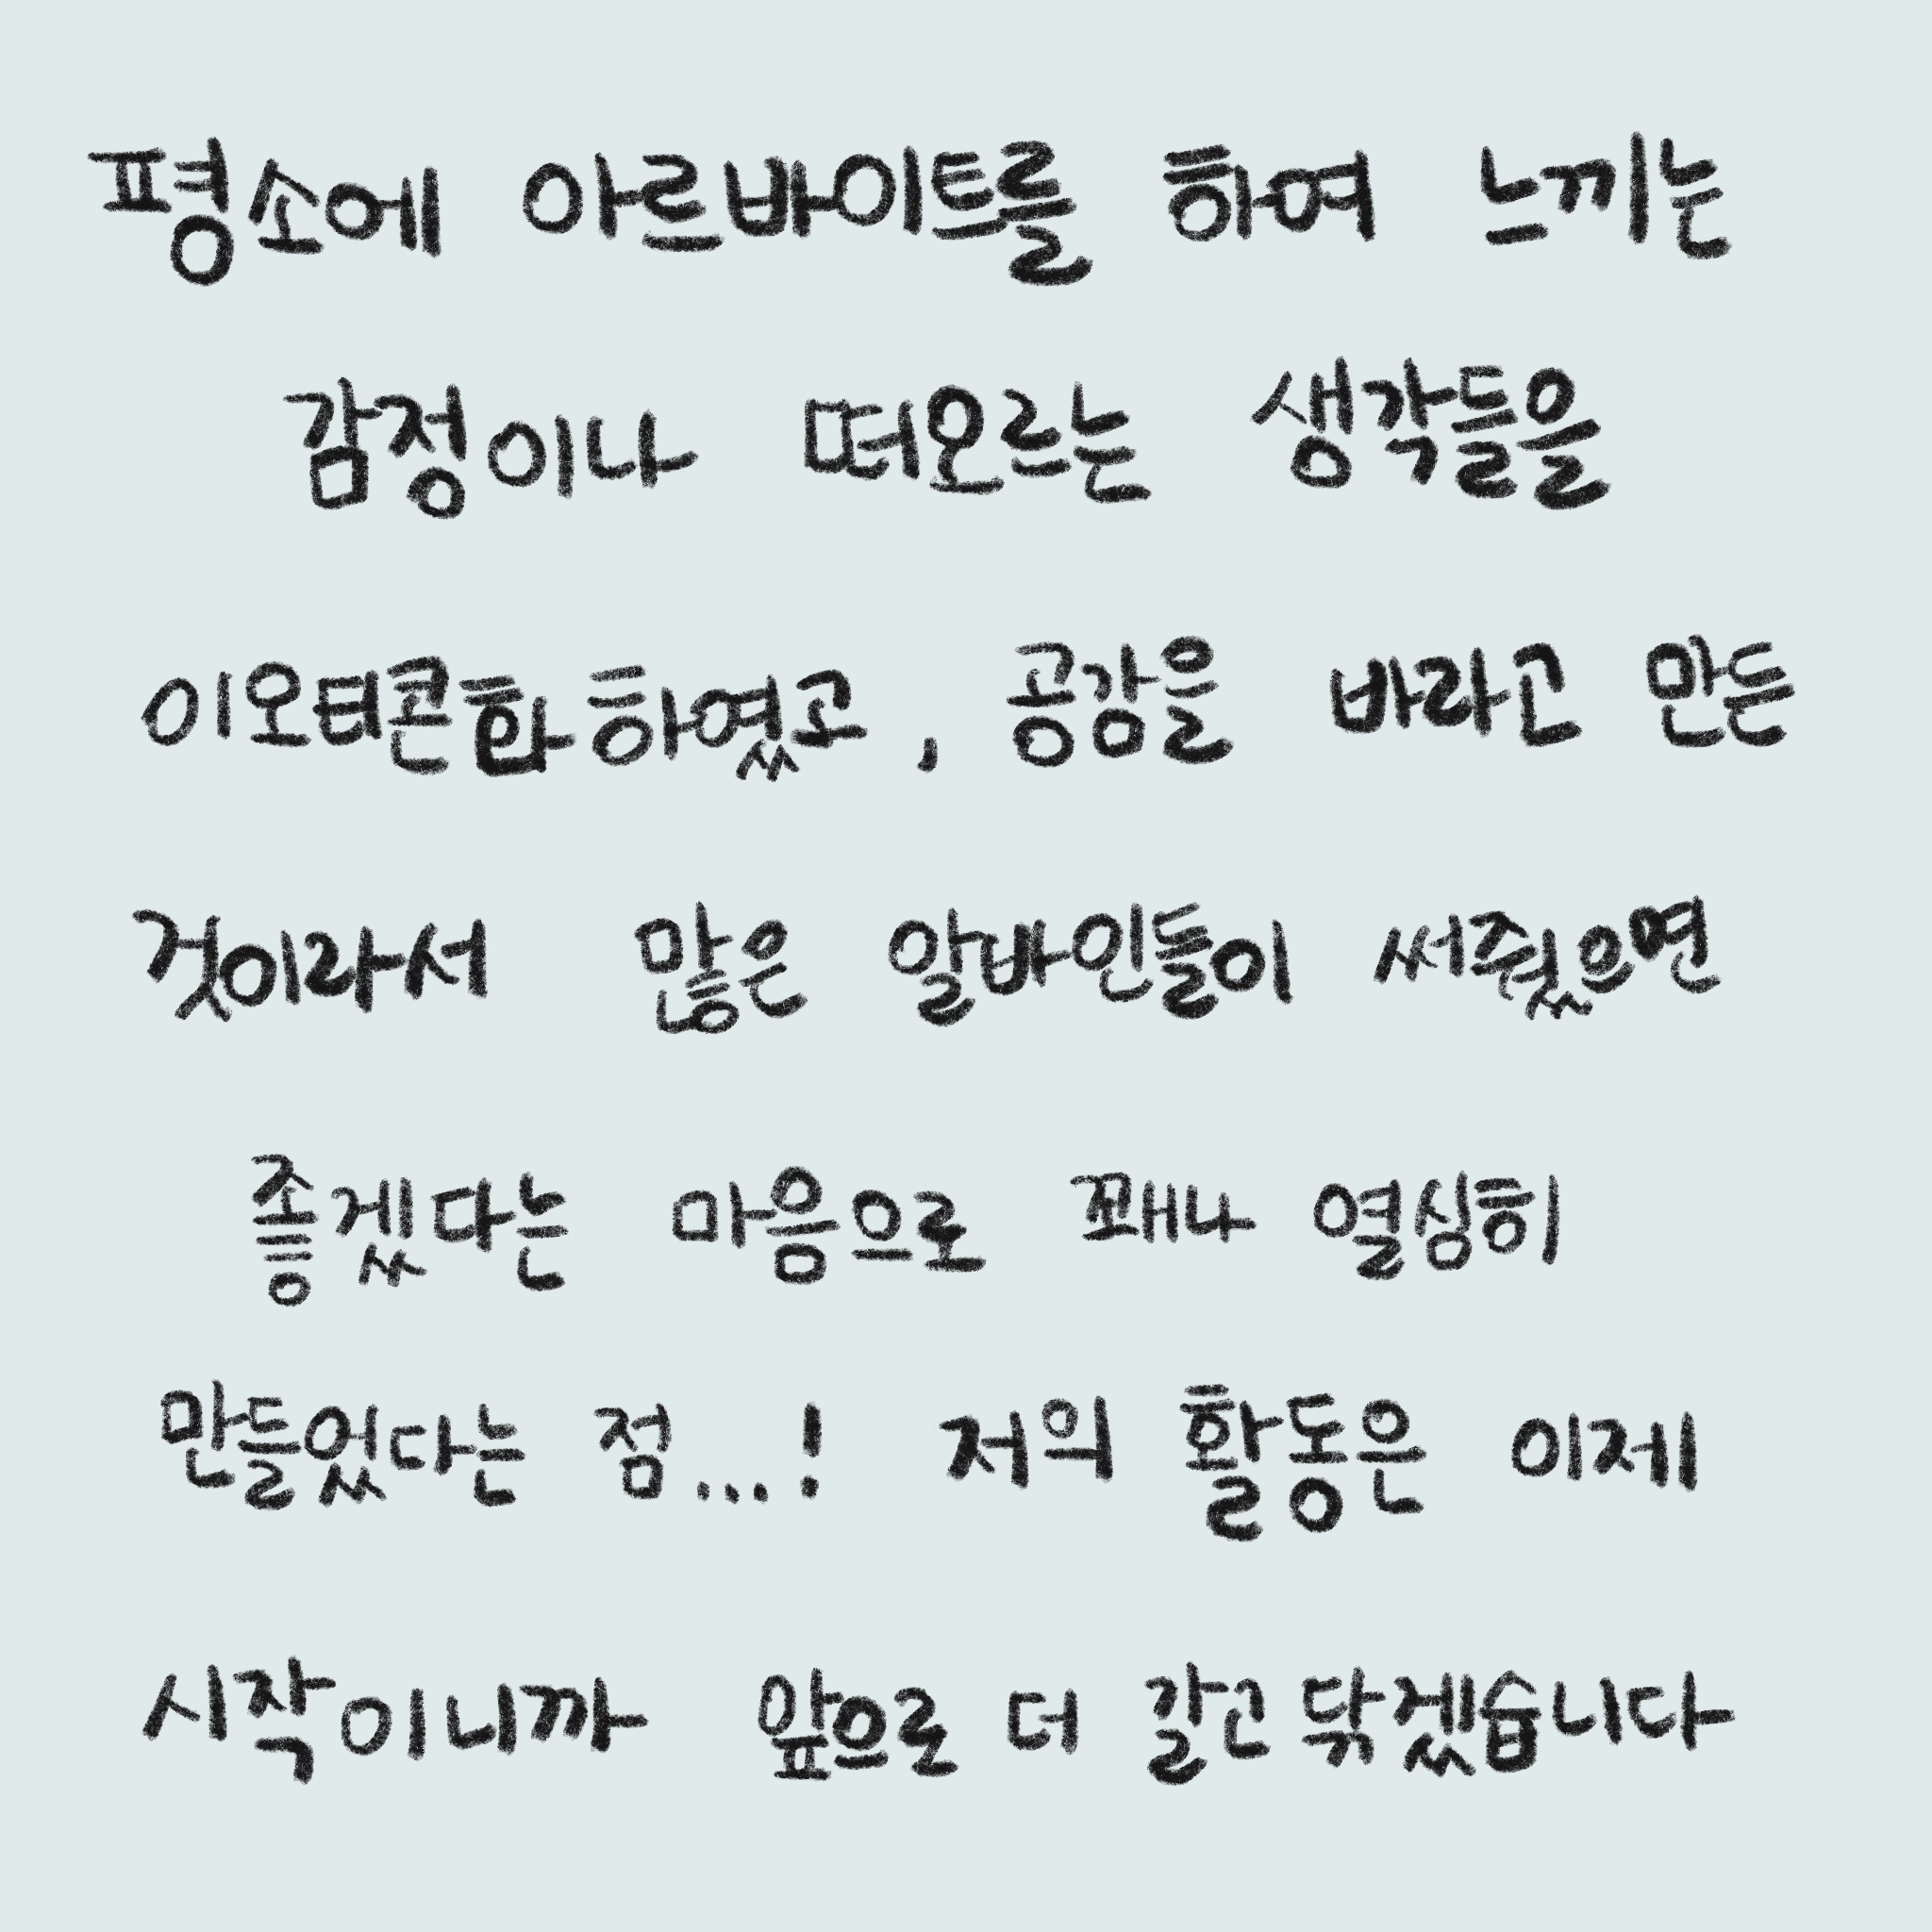 평소에 아르바이트를 하여 느끼는
감정이나 떠오르는 생각들을
이오티콘화하였고, 공감을 바라고 만든
것이라서 많은 알바인들이 써줬으면
좋겠다는 마음으로 꽤나 열심히
만들었다는 점...! 저의 활동은 이제
시작이니까 앞으로 더 갈고 닦겠습니다